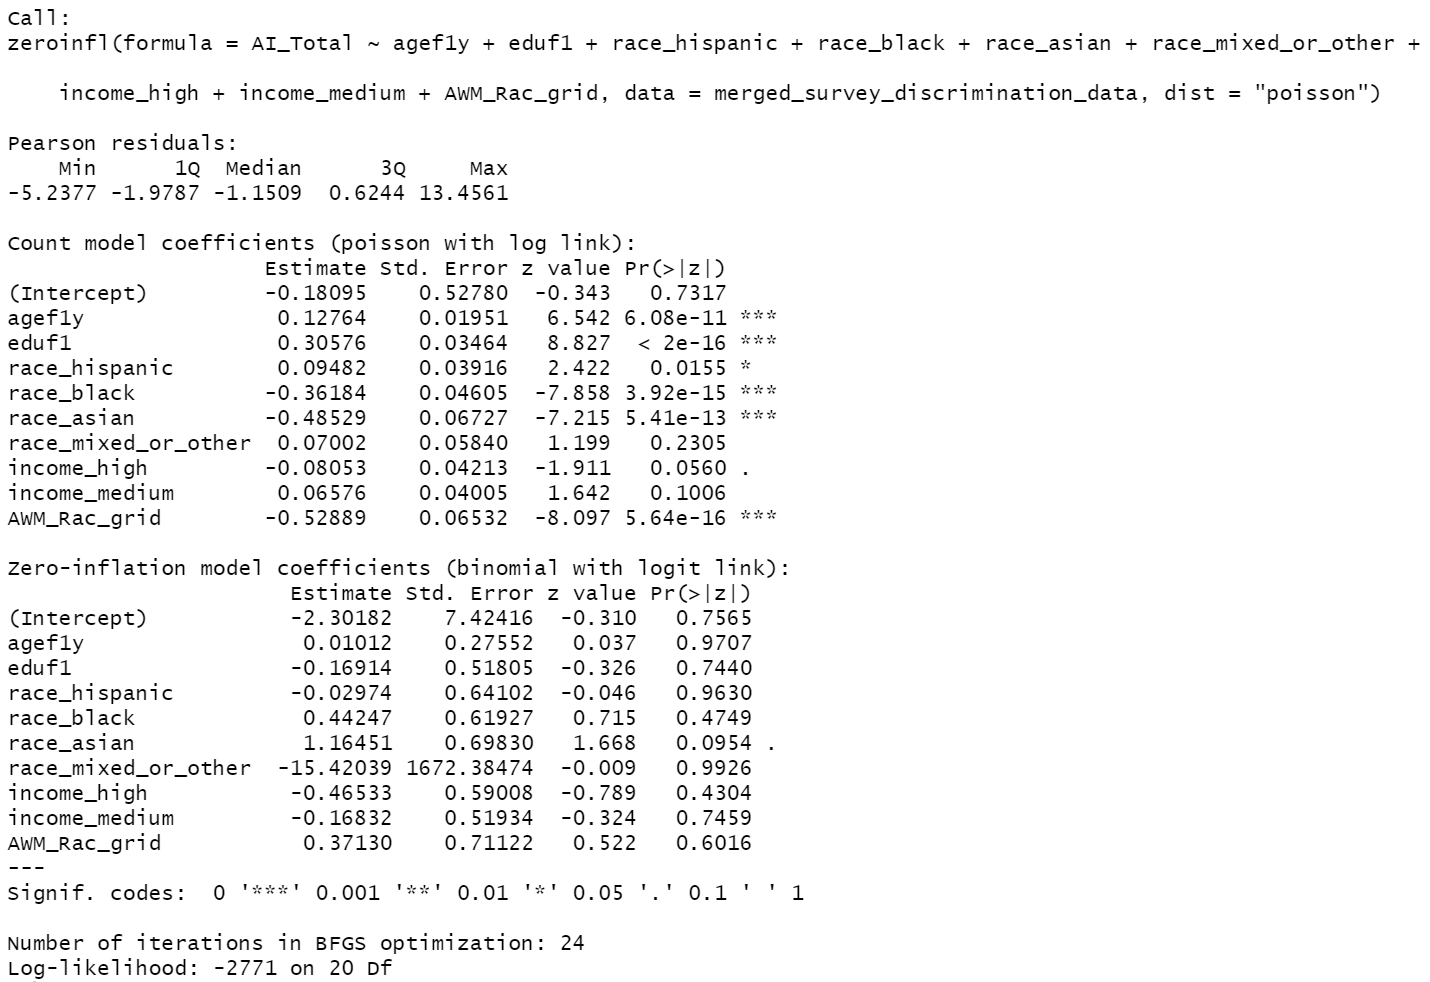 Call:
zeroinfl(formula = AI_Total ~ agef1y + eduf1 + race_hispanic + race_black + race_asian + race_mixed_or_other +
    income_high + income_medium + AWM_Rac_grid, data = merged_survey_discrimination_data, dist = "poisson")
Pearson residuals:
    Min      1Q  Median      3Q     Max
-5.2377 -1.9787 -1.1509  0.6244 13.4561
Count model coefficients (poisson with log link):
                    Estimate Std. Error z value Pr(>|z|)
(Intercept)         -0.18095    0.52780  -0.343   0.7317
agef1y               0.12764    0.01951   6.542 6.08e-11 ***
eduf1                0.30576    0.03464   8.827  < 2e-16 ***
race_hispanic        0.09482    0.03916   2.422   0.0155 *
race_black          -0.36184    0.04605  -7.858 3.92e-15 ***
race_asian          -0.48529    0.06727  -7.215 5.41e-13 ***
race_mixed_or_other  0.07002    0.05840   1.199   0.2305
income_high         -0.08053    0.04213  -1.911   0.0560 .
income_medium        0.06576    0.04005   1.642   0.1006
AWM_Rac_grid        -0.52889    0.06532  -8.097 5.64e-16 ***
Zero-inflation model coefficients (binomial with logit link):
                      Estimate Std. Error z value Pr(>|z|)
(Intercept)           -2.30182    7.42416  -0.310   0.7565
agef1y                 0.01012    0.27552   0.037   0.9707
eduf1                 -0.16914    0.51805  -0.326   0.7440
race_hispanic         -0.02974    0.64102  -0.046   0.9630
race_black             0.44247    0.61927   0.715   0.4749
race_asian             1.16451    0.69830   1.668   0.0954 .
race_mixed_or_other  -15.42039 1672.38474  -0.009   0.9926
income_high           -0.46533    0.59008  -0.789   0.4304
income_medium         -0.16832    0.51934  -0.324   0.7459
AWM_Rac_grid           0.37130    0.71122   0.522   0.6016
---
Signif. codes:  0 '***' 0.001 '**' 0.01 '*' 0.05 '.' 0.1 ' ' 1
Number of iterations in BFGS optimization: 24
Log-likelihood: -2771 on 20 Df